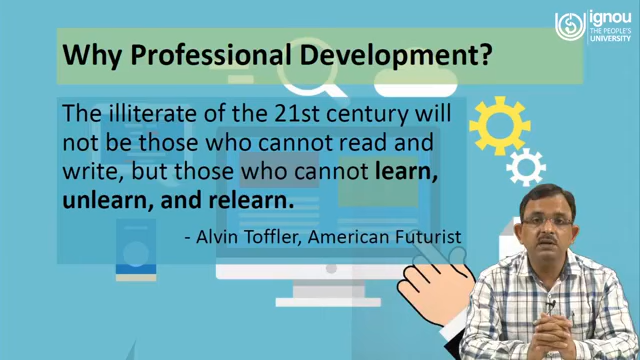 ignou
THE PEOPLE'S
UNIVERSITY
Why Professional Development?
The illiterate of the 21st century will
not be those who cannot read and
write, but those who cannot learn,
unlearn, and relearn.
- Alvin Toffler, American Futurist